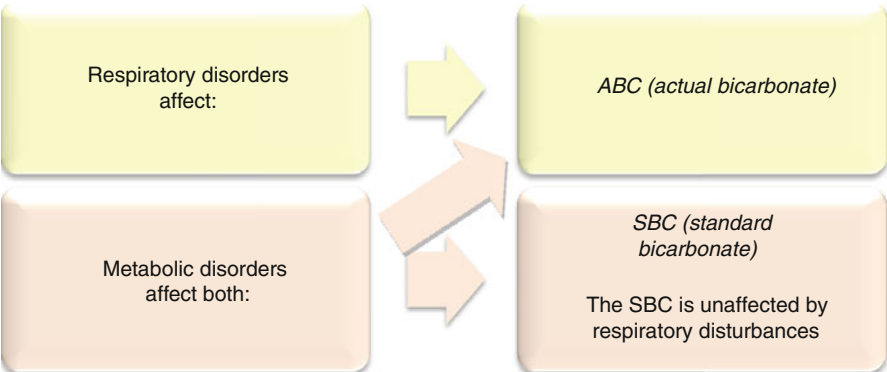 Respiratory disorders
affect:
ABC (actual bicarbonate)
Metabolic disorders
affect both:
SBC (standard
bicarbonate)
The SBC is unaffected by
respiratory disturbances